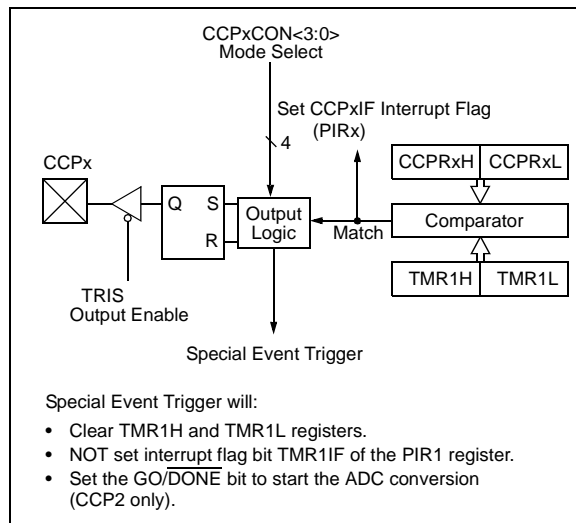 CCPxCON<3:0>
Mode Select
Set CCPxIF Interrupt Flag
(PIRx)
4
CCPx
CCPRxH CCPRxL
Q S
R
Output
Logic
Match
Comparator
TRIS
Output Enable
TMR1H TMR1L
Special Event Trigger
Special Event Trigger will:
• Clear TMR1H and TMR1L registers.
• NOT set interrupt flag bit TMR1IF of the PIR1 register.
• Set the GO/DONE bit to start the ADC conversion
(CCP2 only).